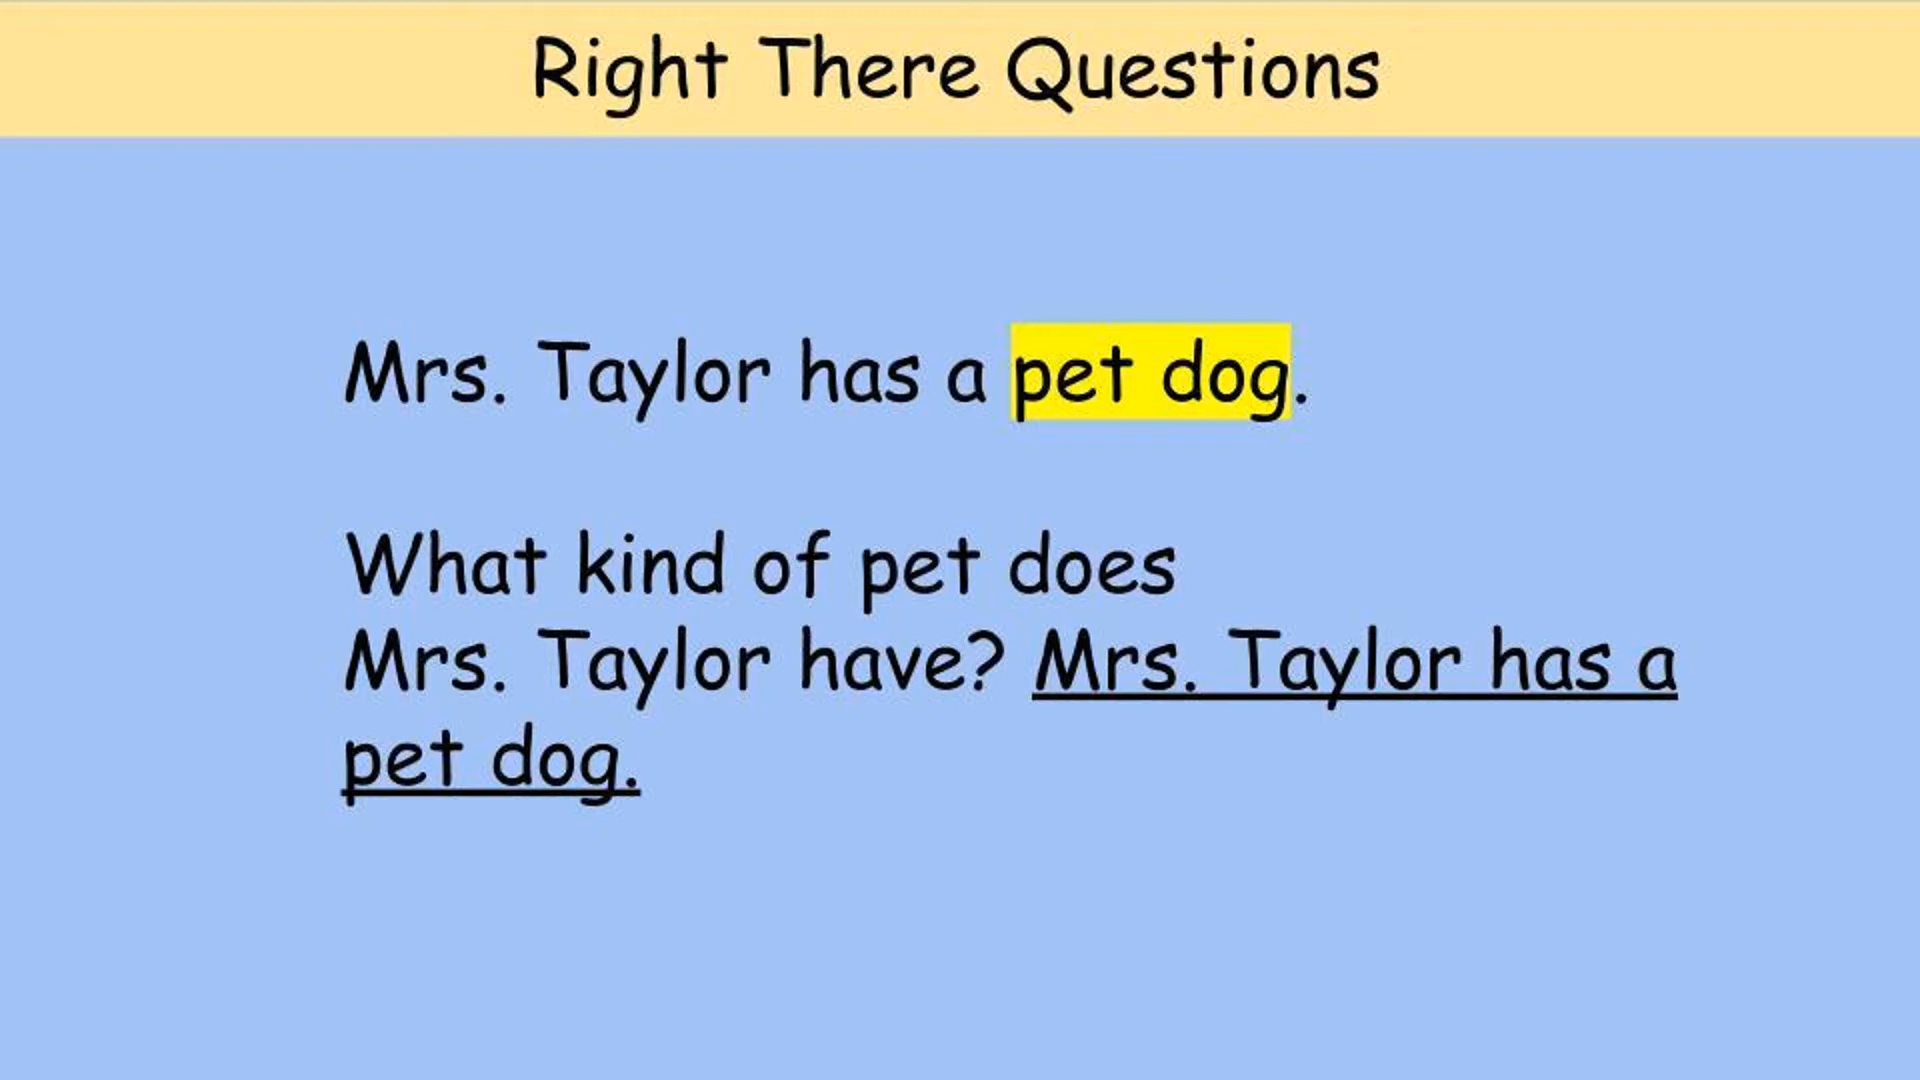 Right There Questions
Mrs. Taylor has a pet dog.
What kind of pet does
Mrs. Taylor have? Mrs. Taylor has a
pet dog.